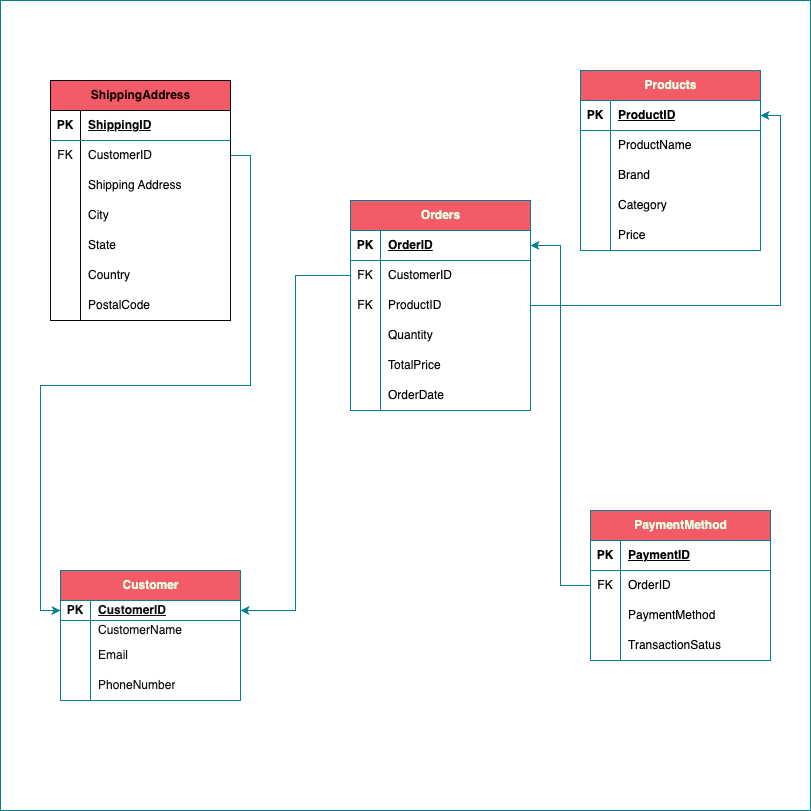 ShippingAddress
PK ShippingID
FK CustomerID
Shipping Address
City
State
Country
PostalCode
Products
PK ProductID
ProductName
Brand
Category
Price
Orders
PK OrderID
FK CustomerID
FK ProductID
Quantity
TotalPrice
OrderDate
Customer
PK CustomerID
CustomerName
Email
PhoneNumber
PaymentMethod
PK PaymentID
FK OrderID
PaymentMethod
TransactionSatus